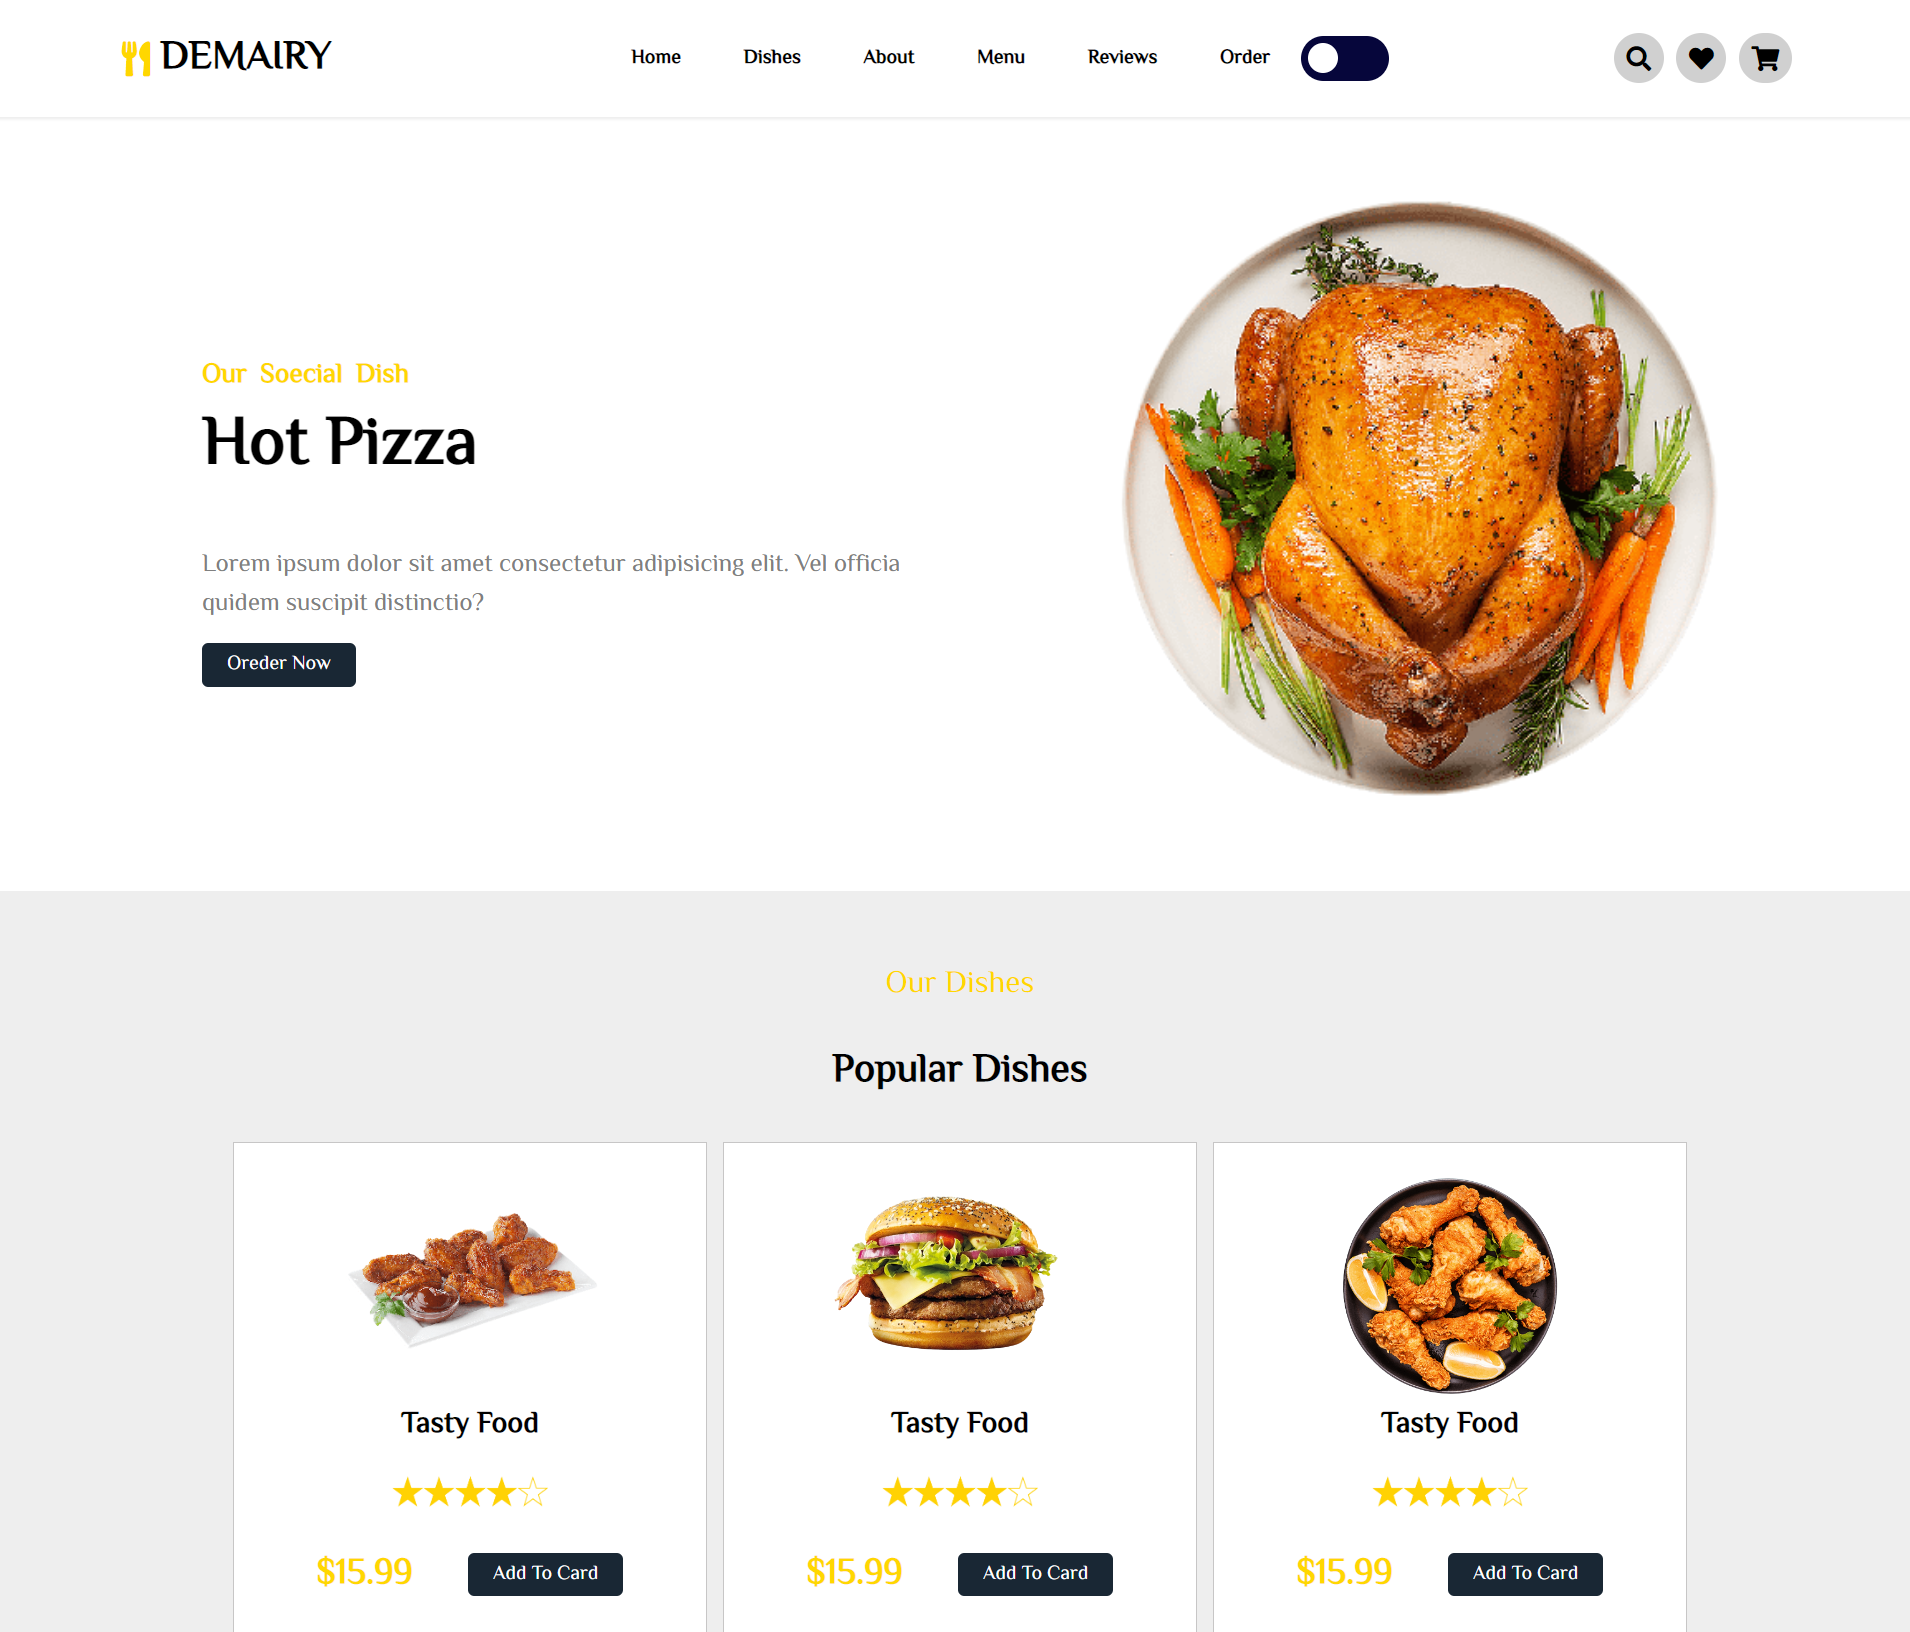 DEMAIRY
Home Dishes About Menu Reviews Order
Our Soecial Dish
Hot Pizza
Lorem ipsum dolor sit amet consectetur adipisicing elit. Vel officia
quidem suscipit distinctio?
Oreder Now
Our Dishes
Popular Dishes
Tasty Food Tasty Food Tasty Food
$15.99 Add To Card $15.99 Add To Card $15.99 Add To Card